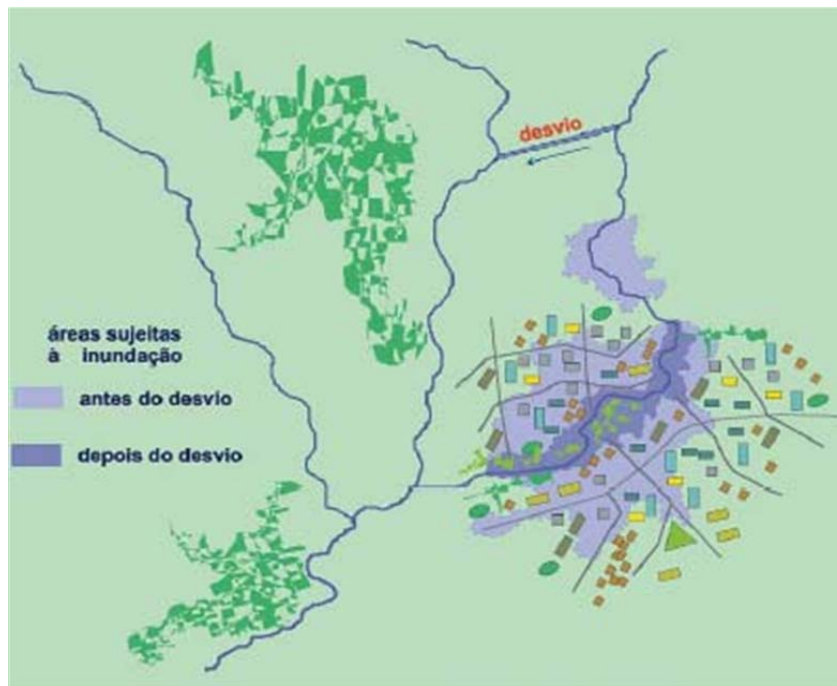 desvio
áreas sujeitas
à inundação
antes do desvio
depois do desvio